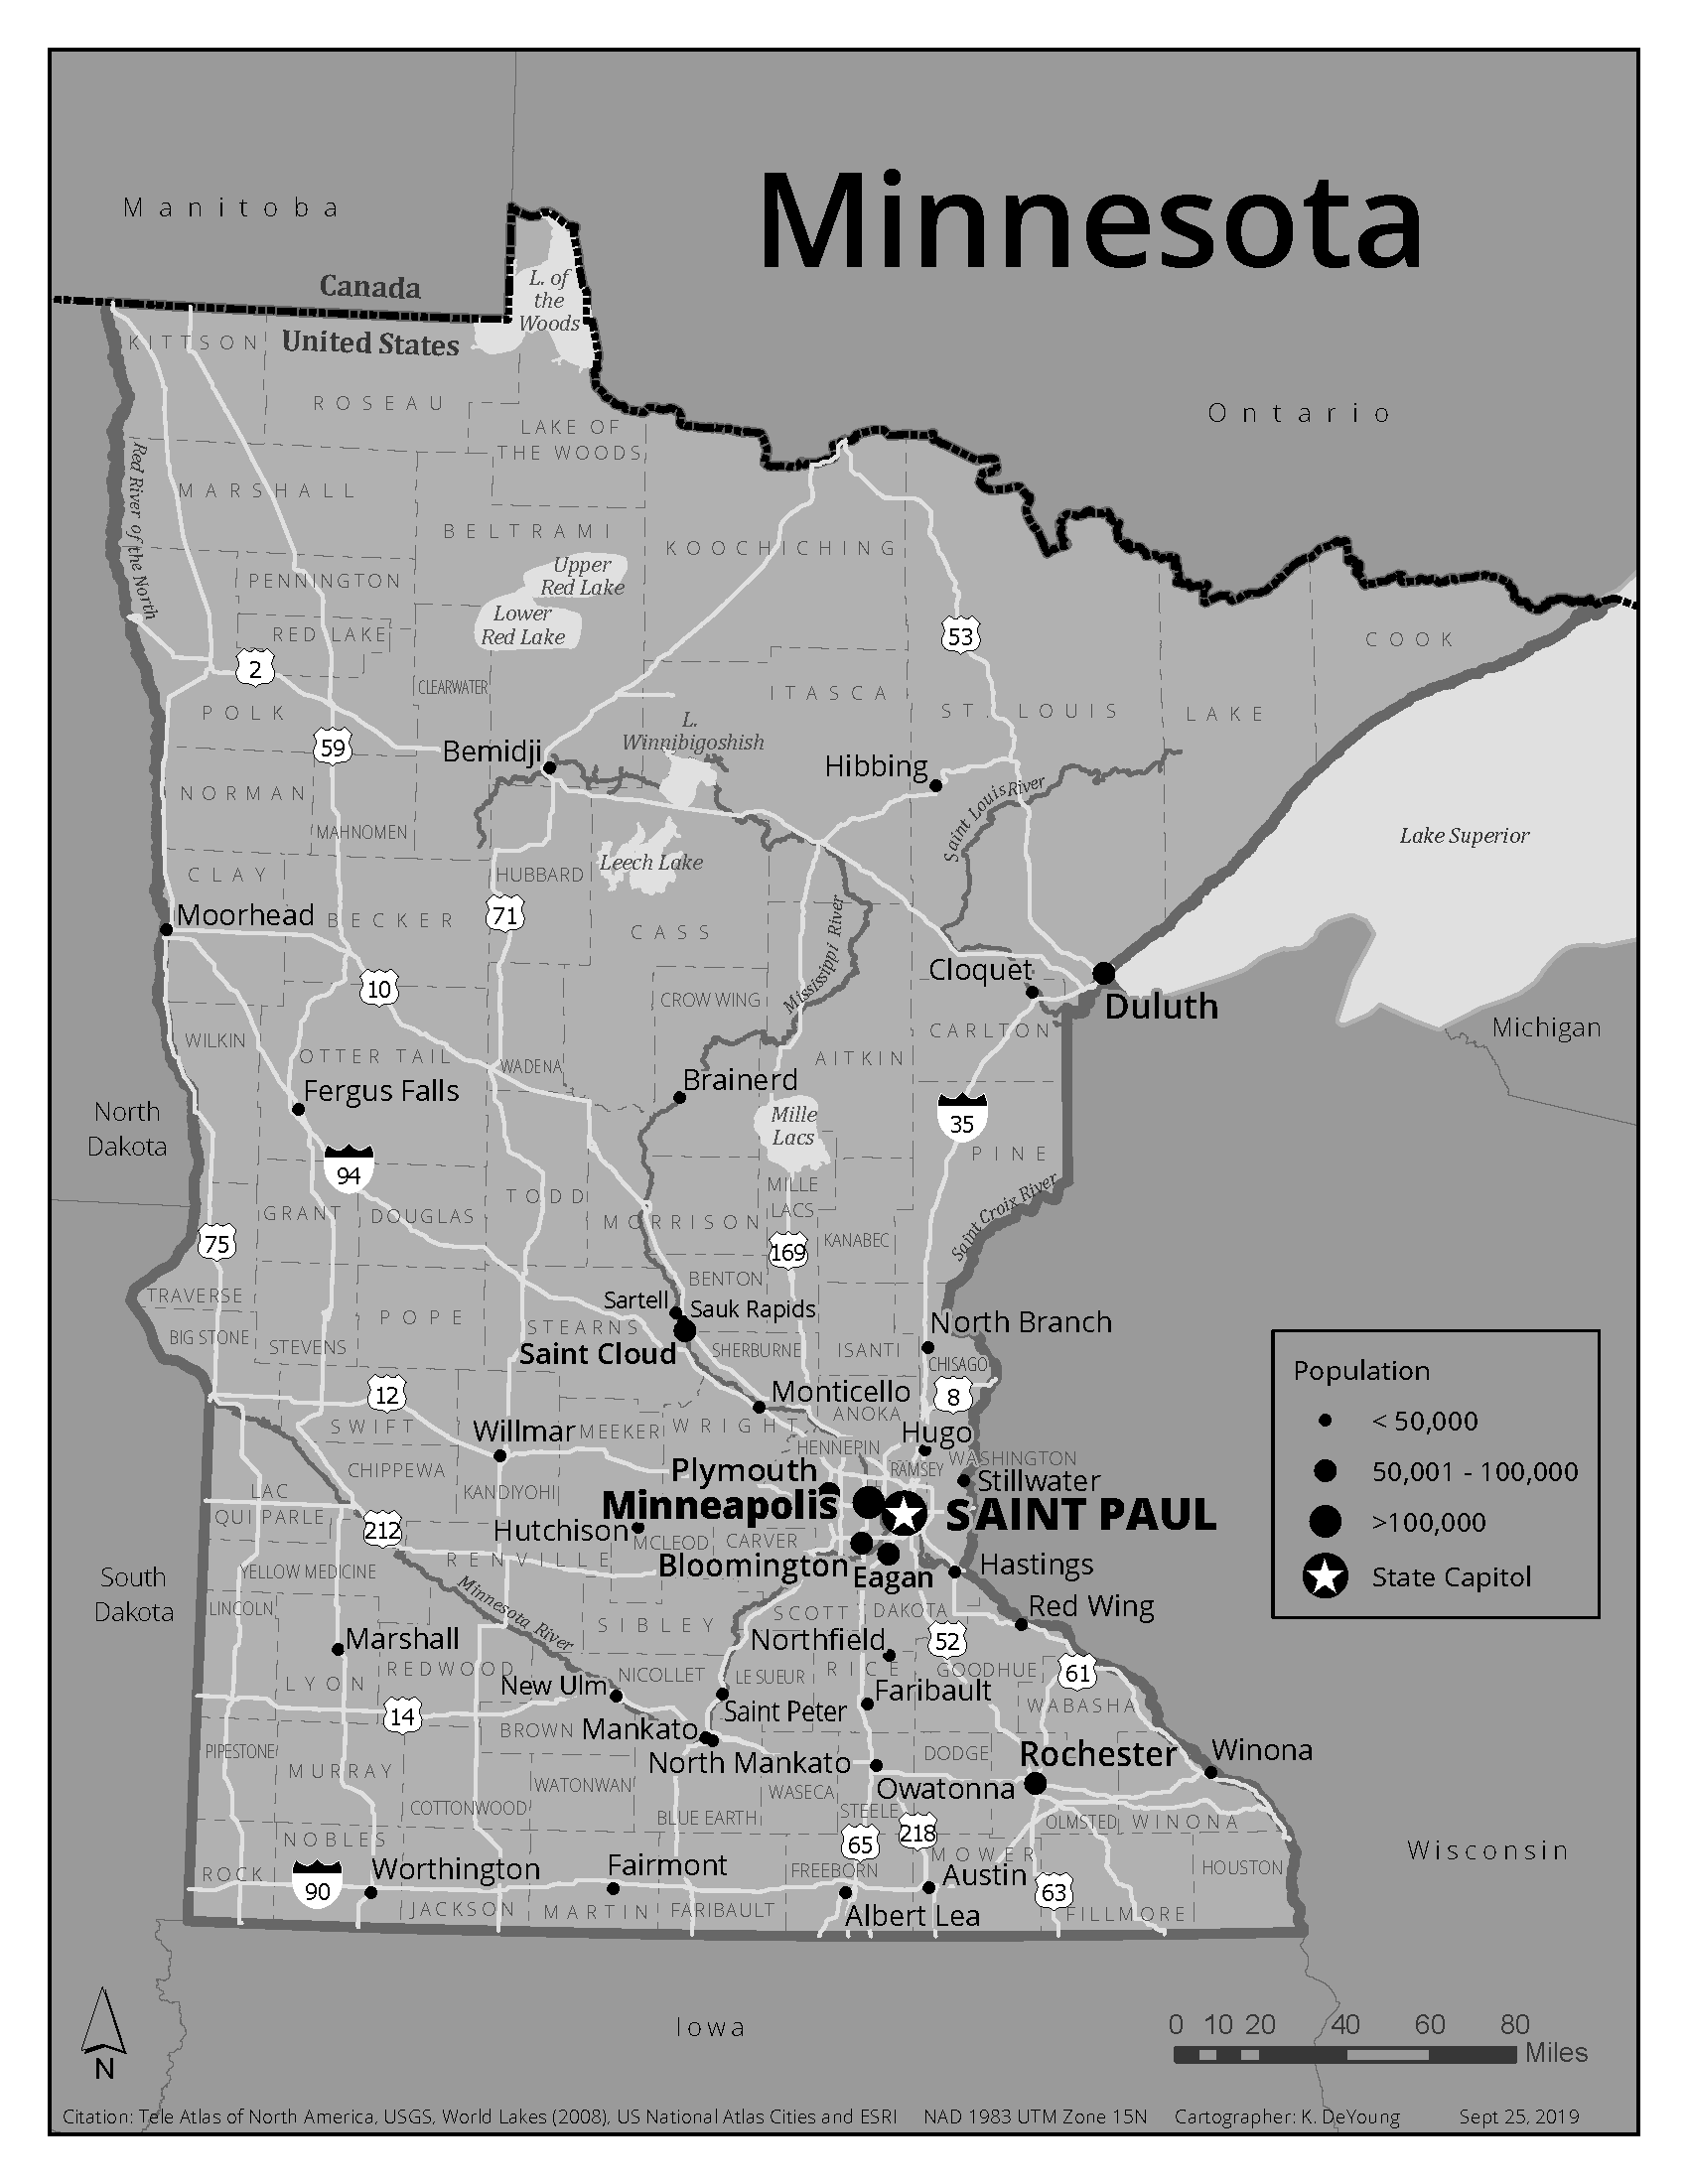 Minnesota
Manitoba
Canada
L. of
the
Woods
United States
KITTSON
ROSEAU
Ontario
LAKE OF
THE WOODS
Red River of the North
MARSHALL
BELTRAMI
KOOCHICHING
Upper
Red Lake
PENNINGTON
Lower
Red Lake
RED LAKE
53
COOK
2
CLEARWATER
ITASCA
POLK
ST. LOUIS
LAKE
L.
Winnibigoshish
59
Bemidji
Hibbing
Saint Louis River
NORMAN
MAHNOMEN
Lake Superior
Leech Lake
CLAY
HUBBARD
71
Moorhead
BECKER
CASS
Mississippi River
Cloquet
10
CROW WING
Duluth
Michigan
CARLTON
WILKIN
OTTER TAIL
WADENA
AITKIN
Brainerd
Fergus Falls
North
Dakota
Mille
Lacs
35
94
PINE
MILLE
LACS
TODD
GRANT
DOUGLAS
MORRISON
Saint Croix River
75
169
KANABEC
BENTON
TRAVERSE
Sartell
Sauk Rapids
POPE
STEARNS
North Branch
BIG STONE
STEVENS
Saint Cloud
SHERBURNE
ISANTI
CHISAGO
12
8
Monticello
ANOKA
SWIFT
Willmar
MEEKER
WRIGHT
Hugo
HENNEPIN
WASHINGTON
CHIPPEWA
Plymouth
RAMSEY
Stillwater
LAC
QUI PARLE
KANDIYOHI
Minneapolis
SAINT PAUL
212
Hutchison
MCLEOD
CARVER
RENVILLE
Bloomington
Eagan
Hastings
YELLOW MEDICINE
South
Dakota
Minnesota River
LINCOLN
SIBLEY
SCOTT
DAKOTA
Red Wing
Marshall
Northfield
52
REDWOOD
NICOLLET
LE SUEUR
RICE
GOODHUE
61
LYON
New Ulm
Faribault
Saint Peter
WABASHA
14
BROWN
Mankato
PIPESTONE
North Mankato
DODGE
Rochester
Winona
MURRAY
WATONWAN
WASECA
Owatonna
COTTONWOOD
BLUE EARTH
STEELE
OLMSTED
WINONA
NOBLES
65
218
MOWER
Wisconsin
ROCK
90
Worthington
Fairmont
FREEBORN
Austin
HOUSTON
63
JACKSON
MARTIN
FARIBAULT
Albert Lea
FILLMORE
Population
< 50,000
50,001 - 100,000
>100,000
State Capitol
Iowa
0 10 20 40 60 80
Miles
N
Citation: Tele Atlas of North America, USGS, World Lakes (2008), US National Atlas Cities and ESRI NAD 1983 UTM Zone 15N Cartographer: K. DeYoung Sept 25, 2019